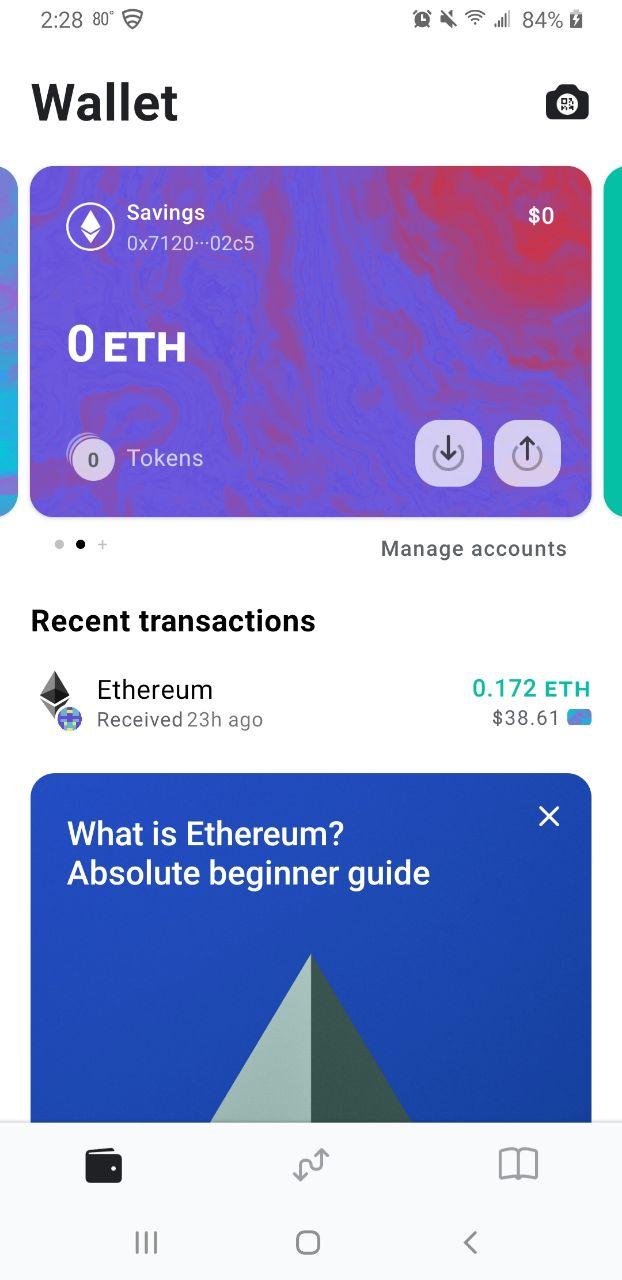 2:28 80° 84%
Wallet
Savings
$0
0x7120···02c5
0 ETH
0 Tokens
Manage accounts
Recent transactions
Ethereum 0.172 ETH
Received 23h ago $38.61
What is Ethereum?
Absolute beginner guide